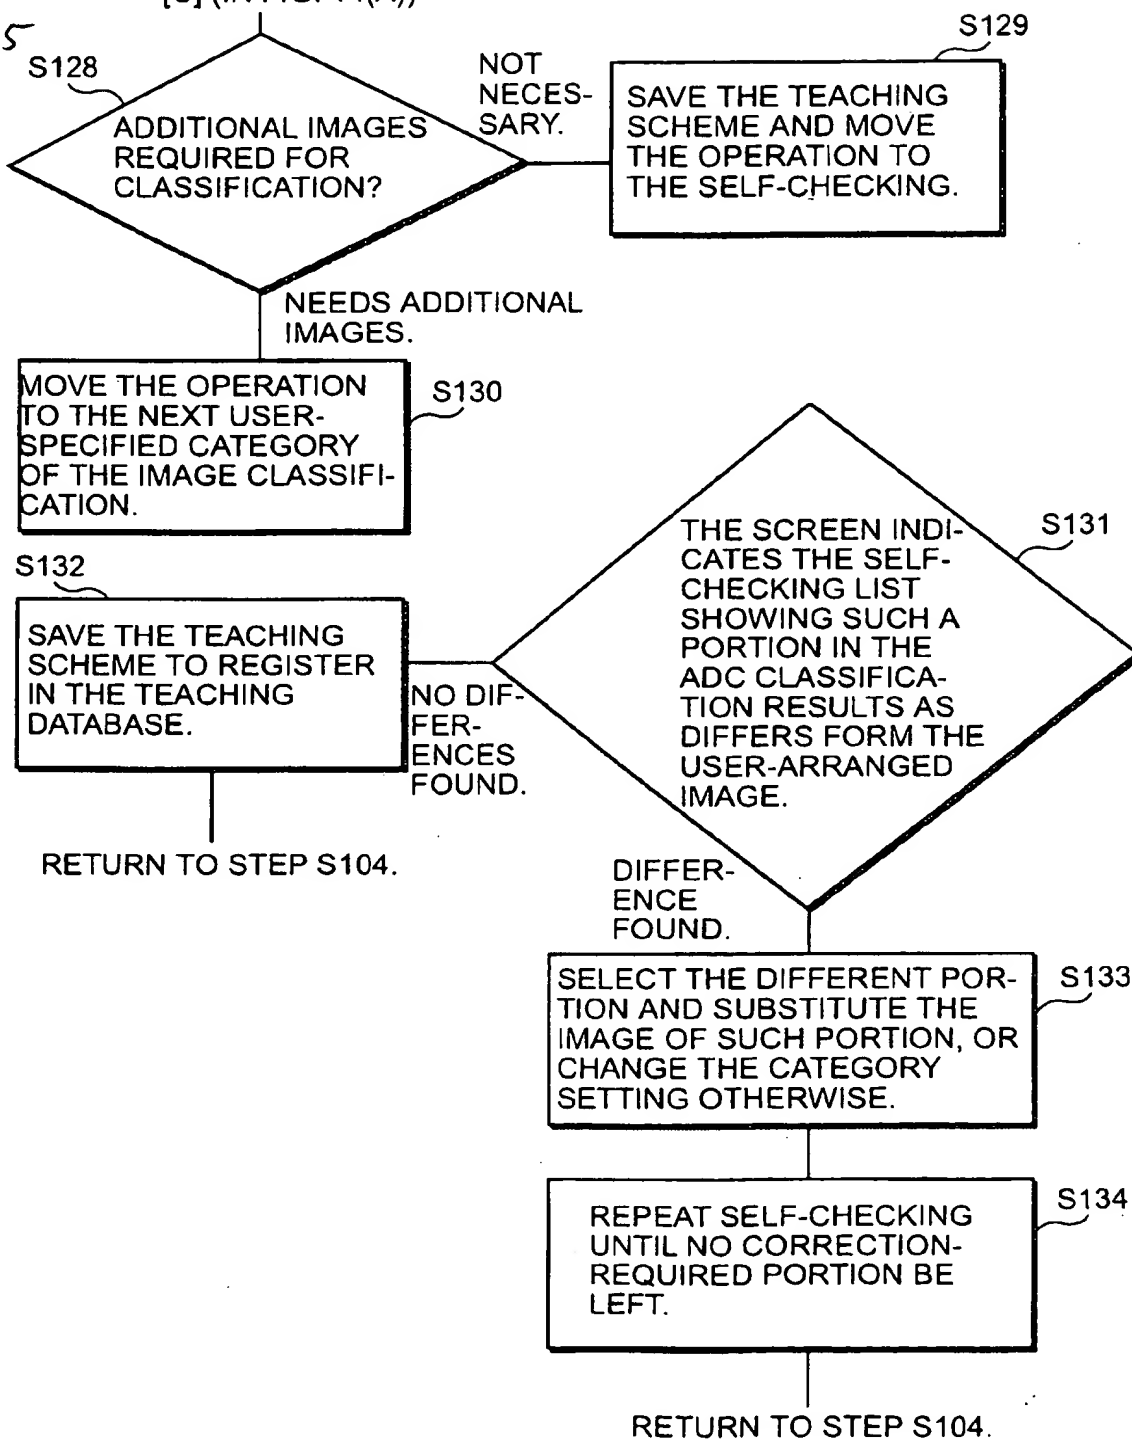 5
S128
ADDITIONAL IMAGES
REQUIRED FOR
CLASSIFICATION?
NOT
NECES-
SARY.
S129
SAVE THE TEACHING
SCHEME AND MOVE
THE OPERATION TO
THE SELF-CHECKING.
NEEDS ADDITIONAL
IMAGES.
MOVE THE OPERATION
TO THE NEXT USER-
SPECIFIED CATEGORY
OF THE IMAGE CLASSIFI-
CATION.
S130
S131
THE SCREEN INDI-
CATES THE SELF-
CHECKING LIST
SHOWING SUCH A
PORTION IN THE
ADC CLASSIFICA-
TION RESULTS AS
DIFFERS FORM THE
USER-ARRANGED
IMAGE.
S132
SAVE THE TEACHING
SCHEME TO REGISTER
IN THE TEACHING
DATABASE.
NO DIF-
FER-
ENCES
FOUND.
RETURN TO STEP S104.
DIFFER-
ENCE
FOUND.
SELECT THE DIFFERENT POR-
TION AND SUBSTITUTE THE
IMAGE OF SUCH PORTION, OR
CHANGE THE CATEGORY
SETTING OTHERWISE.
S133
REPEAT SELF-CHECKING
UNTIL NO CORRECTION-
REQUIRED PORTION BE
LEFT.
S134
RETURN TO STEP S104.